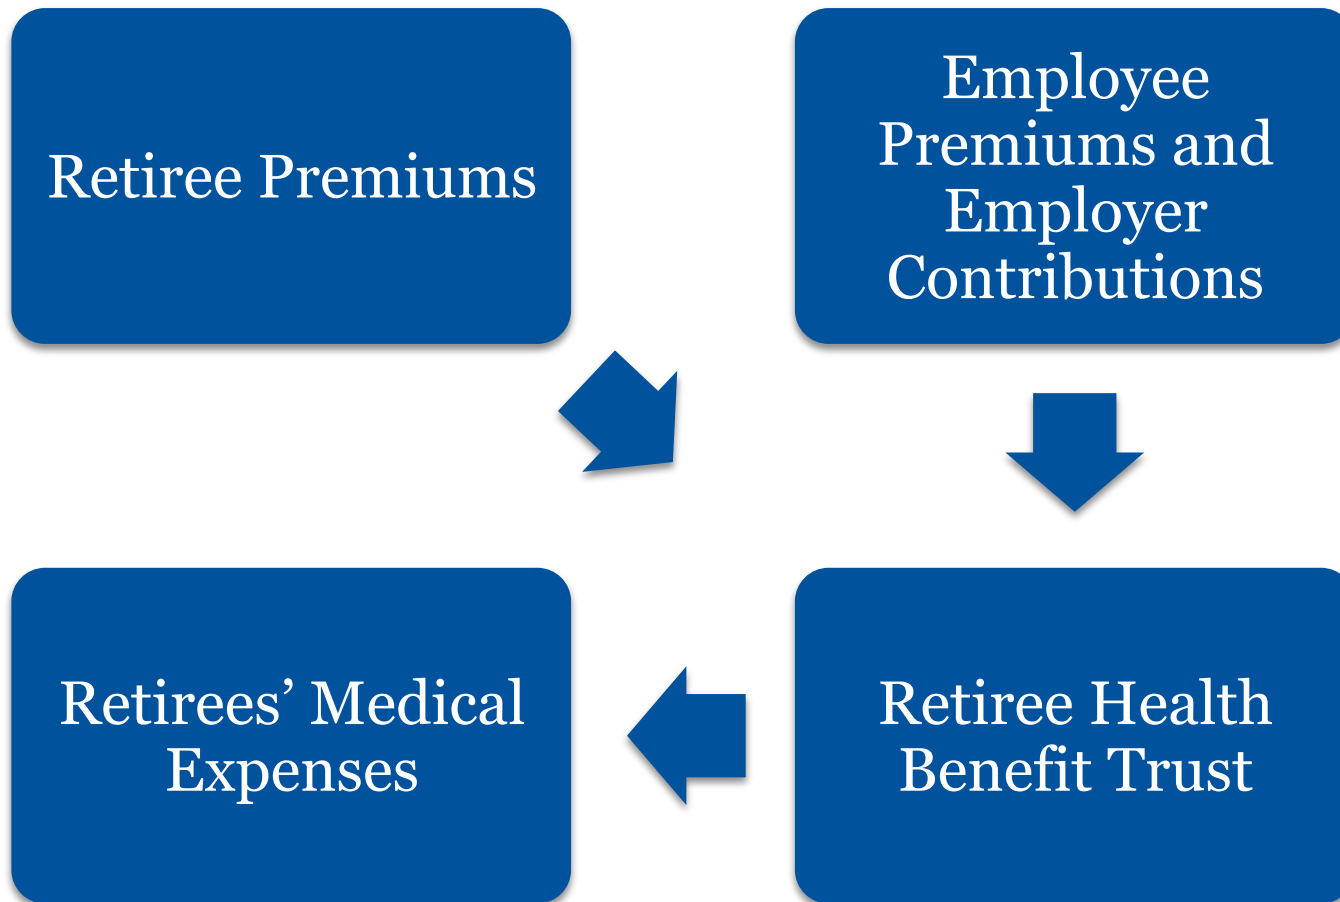 Retiree Premiums
Employee
Premiums and
Employer
Contributions
Retirees’ Medical
Expenses
Retiree Health
Benefit Trust